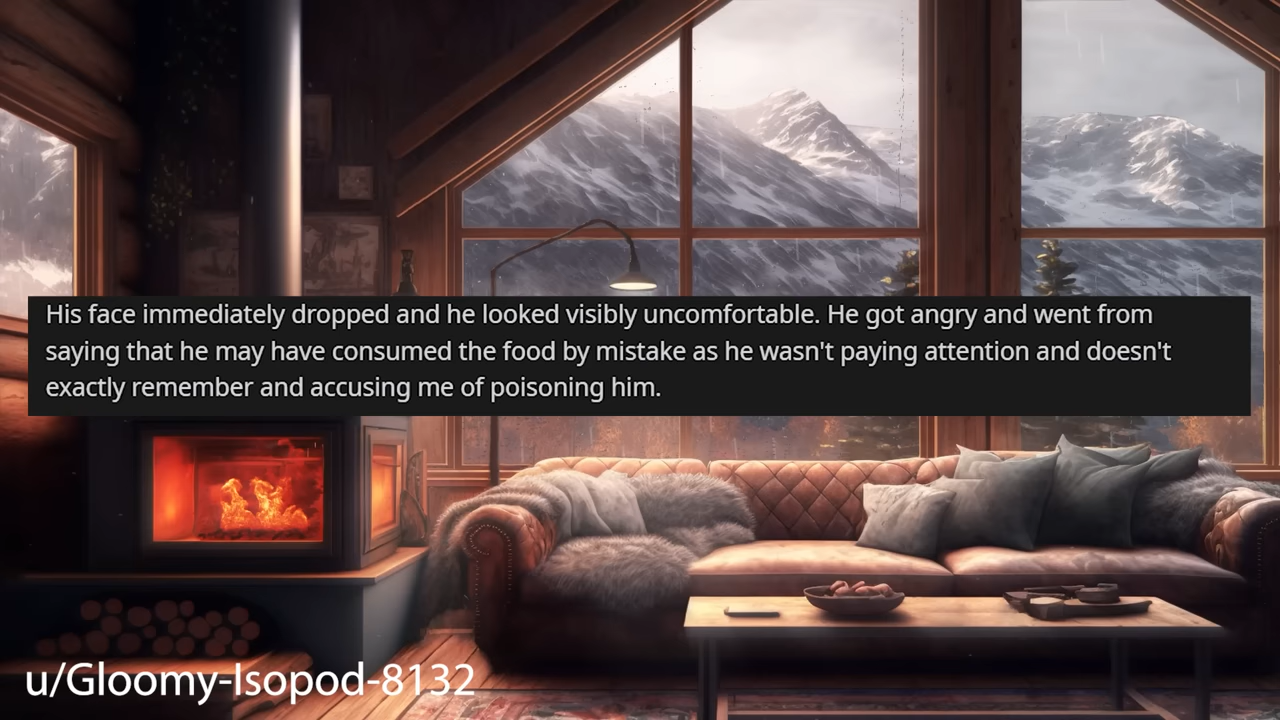 His face immediately dropped and he looked visibly uncomfortable. He got angry and went from
saying that he may have consumed the food by mistake as he wasn't paying attention and doesn't
exactly remember and accusing me of poisoning him.
u/Gloomy-Isopod-8132